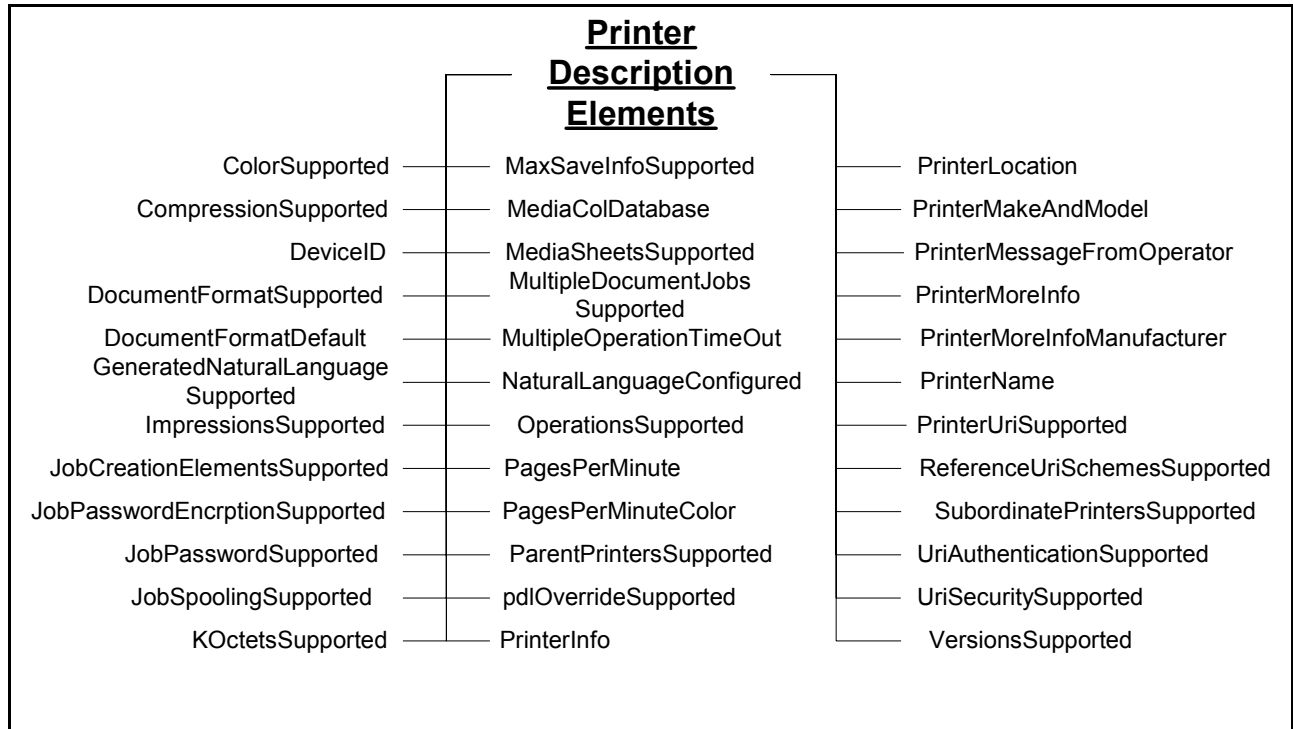 Printer
Description
Elements
ColorSupported
CompressionSupported
DeviceID
DocumentFormatSupported
DocumentFormatDefault
GeneratedNaturalLanguage
Supported
ImpressionsSupported
JobCreationElementsSupported
JobPasswordEncrptionSupported
JobPasswordSupported
JobSpoolingSupported
KOctetsSupported
MaxSaveInfoSupported
MediaColDatabase
MediaSheetsSupported
MultipleDocumentJobs
Supported
MultipleOperationTimeOut
NaturalLanguageConfigured
OperationsSupported
PagesPerMinute
PagesPerMinuteColor
ParentPrintersSupported
pdlOverrideSupported
PrinterInfo
PrinterLocation
PrinterMakeAndModel
PrinterMessageFromOperator
PrinterMoreInfo
PrinterMoreInfoManufacturer
PrinterName
PrinterUriSupported
ReferenceUriSchemesSupported
SubordinatePrintersSupported
UriAuthenticationSupported
UriSecuritySupported
VersionsSupported